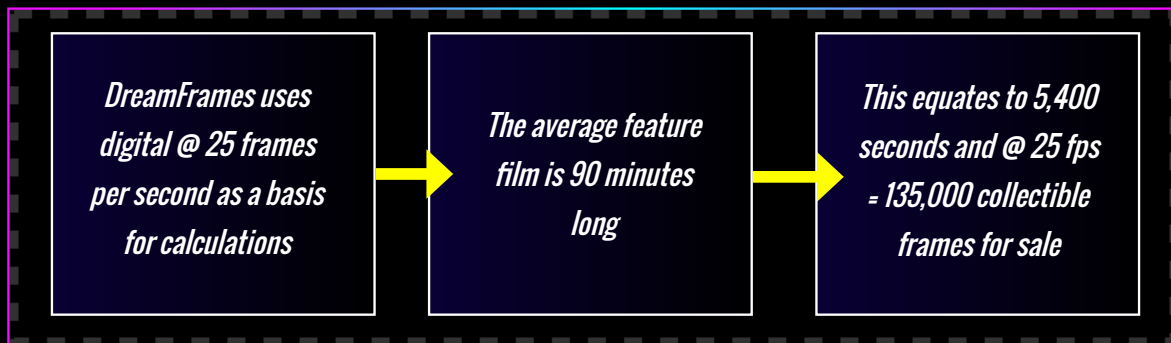 DreamFrames uses
digital @ 25 frames
per second as a basis
for calculations
The average feature
film is 90 minutes
long
This equates to 5,400
seconds and @ 25 fps
= 135,000 collectible
frames for sale